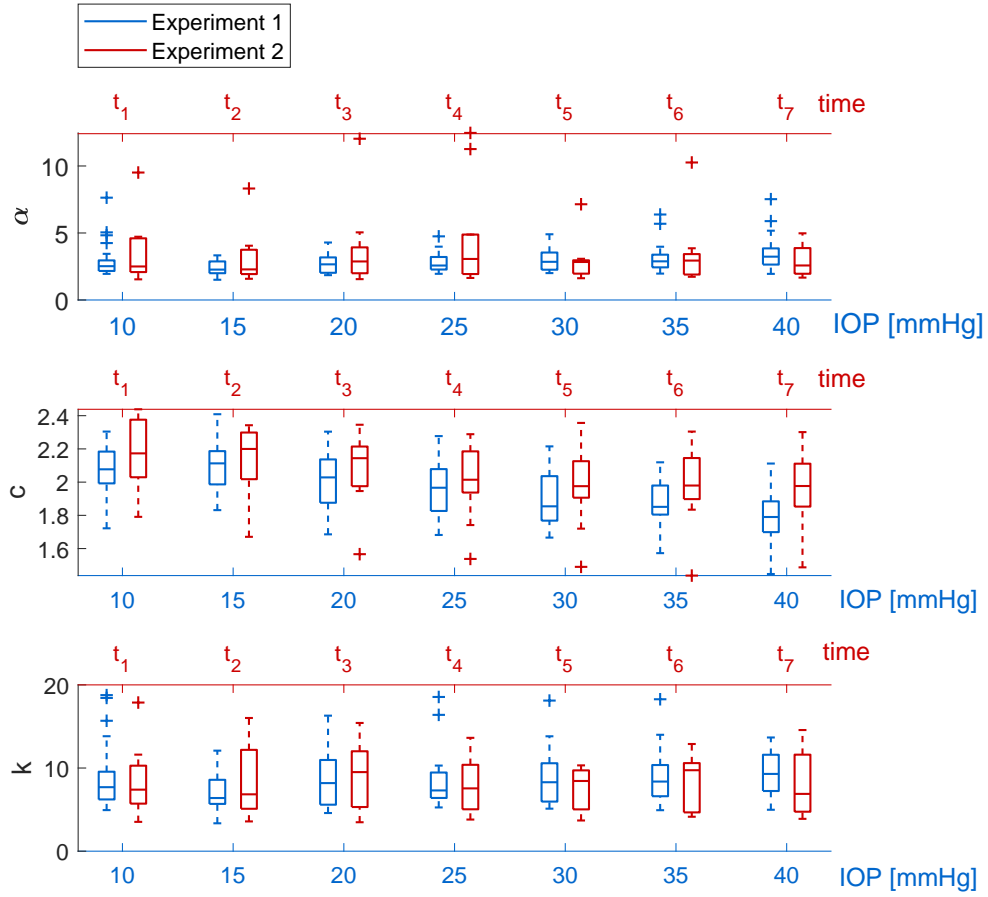 Experiment 1
Experiment 2
t1 t2 t3 t4 t5 t6 t7 time
10
5
0
α
10 15 20 25 30 35 40 IOP [mmHg]
t1 t2 t3 t4 t5 t6 t7 time
2.4
2.2
2
1.8
1.6
c
10 15 20 25 30 35 40 IOP [mmHg]
t1 t2 t3 t4 t5 t6 t7 time
20
10
0
k
10 15 20 25 30 35 40 IOP [mmHg]